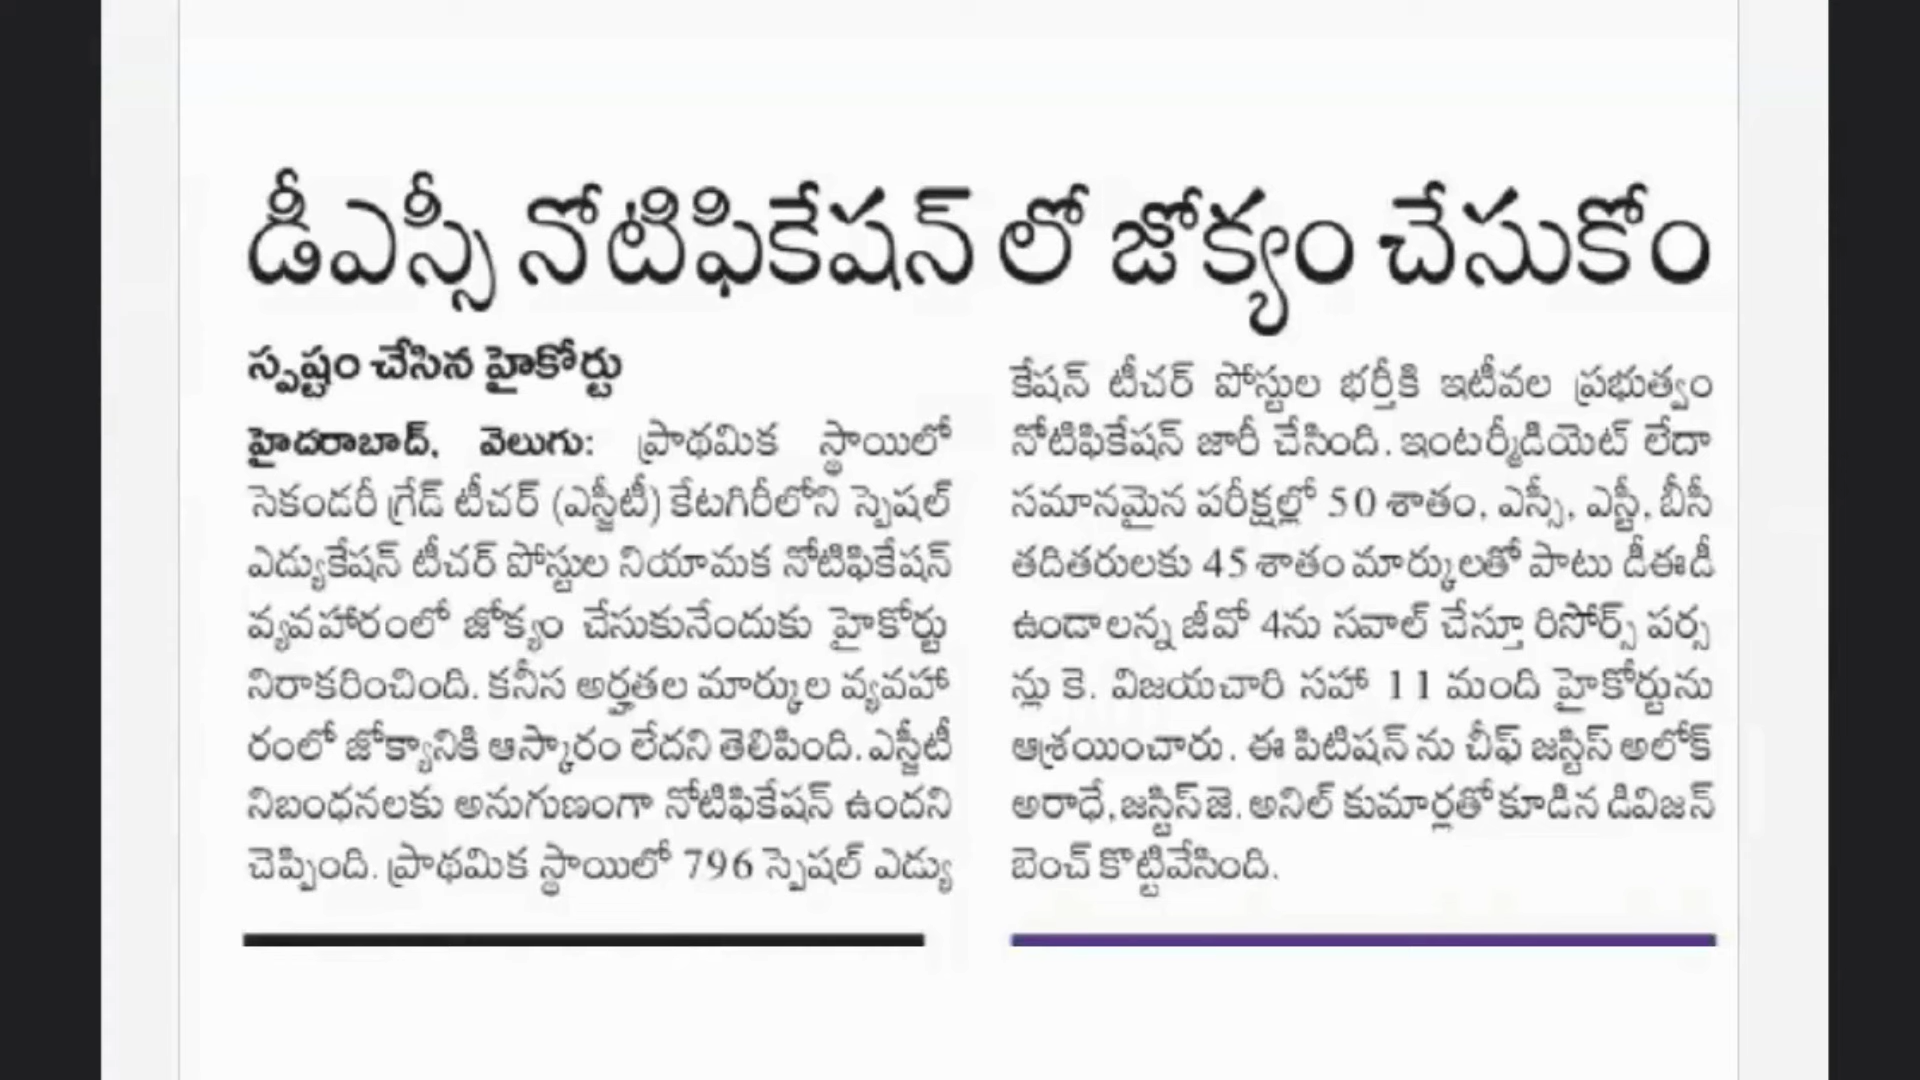 డీఎస్సీ నోటిఫికేషన్ లో జోక్యం చేసుకోం
స్పష్టం చేసిన హైకోర్టు
హైదరాబాద్, వెలుగు: ప్రాథమిక స్థాయిలో
సెకండరీ గ్రేడ్ టీచర్ (ఎస్జీటీ) కేటగిరీలోని స్పెషల్
ఎడ్యుకేషన్ టీచర్ పోస్టుల నియామక నోటిఫికేషన్
వ్యవహారంలో జోక్యం చేసుకునేందుకు హైకోర్టు
నిరాకరించింది. కనీస అర్హతల మార్కుల వ్యవహా
రంలో జోక్యానికి ఆస్కారం లేదని తెలిపింది. ఎస్జీటీ
నిబంధనలకు అనుగుణంగా నోటిఫికేషన్ ఉందని
చెప్పింది. ప్రాథమిక స్థాయిలో 796 స్పెషల్ ఎడ్యు
కేషన్ టీచర్ పోస్టుల భర్తీకి ఇటీవల ప్రభుత్వం
నోటిఫికేషన్ జారీ చేసింది. ఇంటర్మీడియెట్ లేదా
సమానమైన పరీక్షల్లో 50 శాతం, ఎస్సీ, ఎస్టీ, బీసీ
తదితరులకు 45 శాతం మార్కులతో పాటు డీఈడీ
ఉండాలన్న జీవో 4ను సవాల్ చేస్తూ రిసోర్స్ పర్స
న్లు కె. విజయచారి సహా 11 మంది హైకోర్టును
ఆశ్రయించారు. ఈ పిటిషన్ ను చీఫ్ జస్టిస్ అలోక్
అరాధే, జస్టిస్ జె. అనిల్ కుమార్లతో కూడిన డివిజన్
బెంచ్ కొట్టివేసింది.